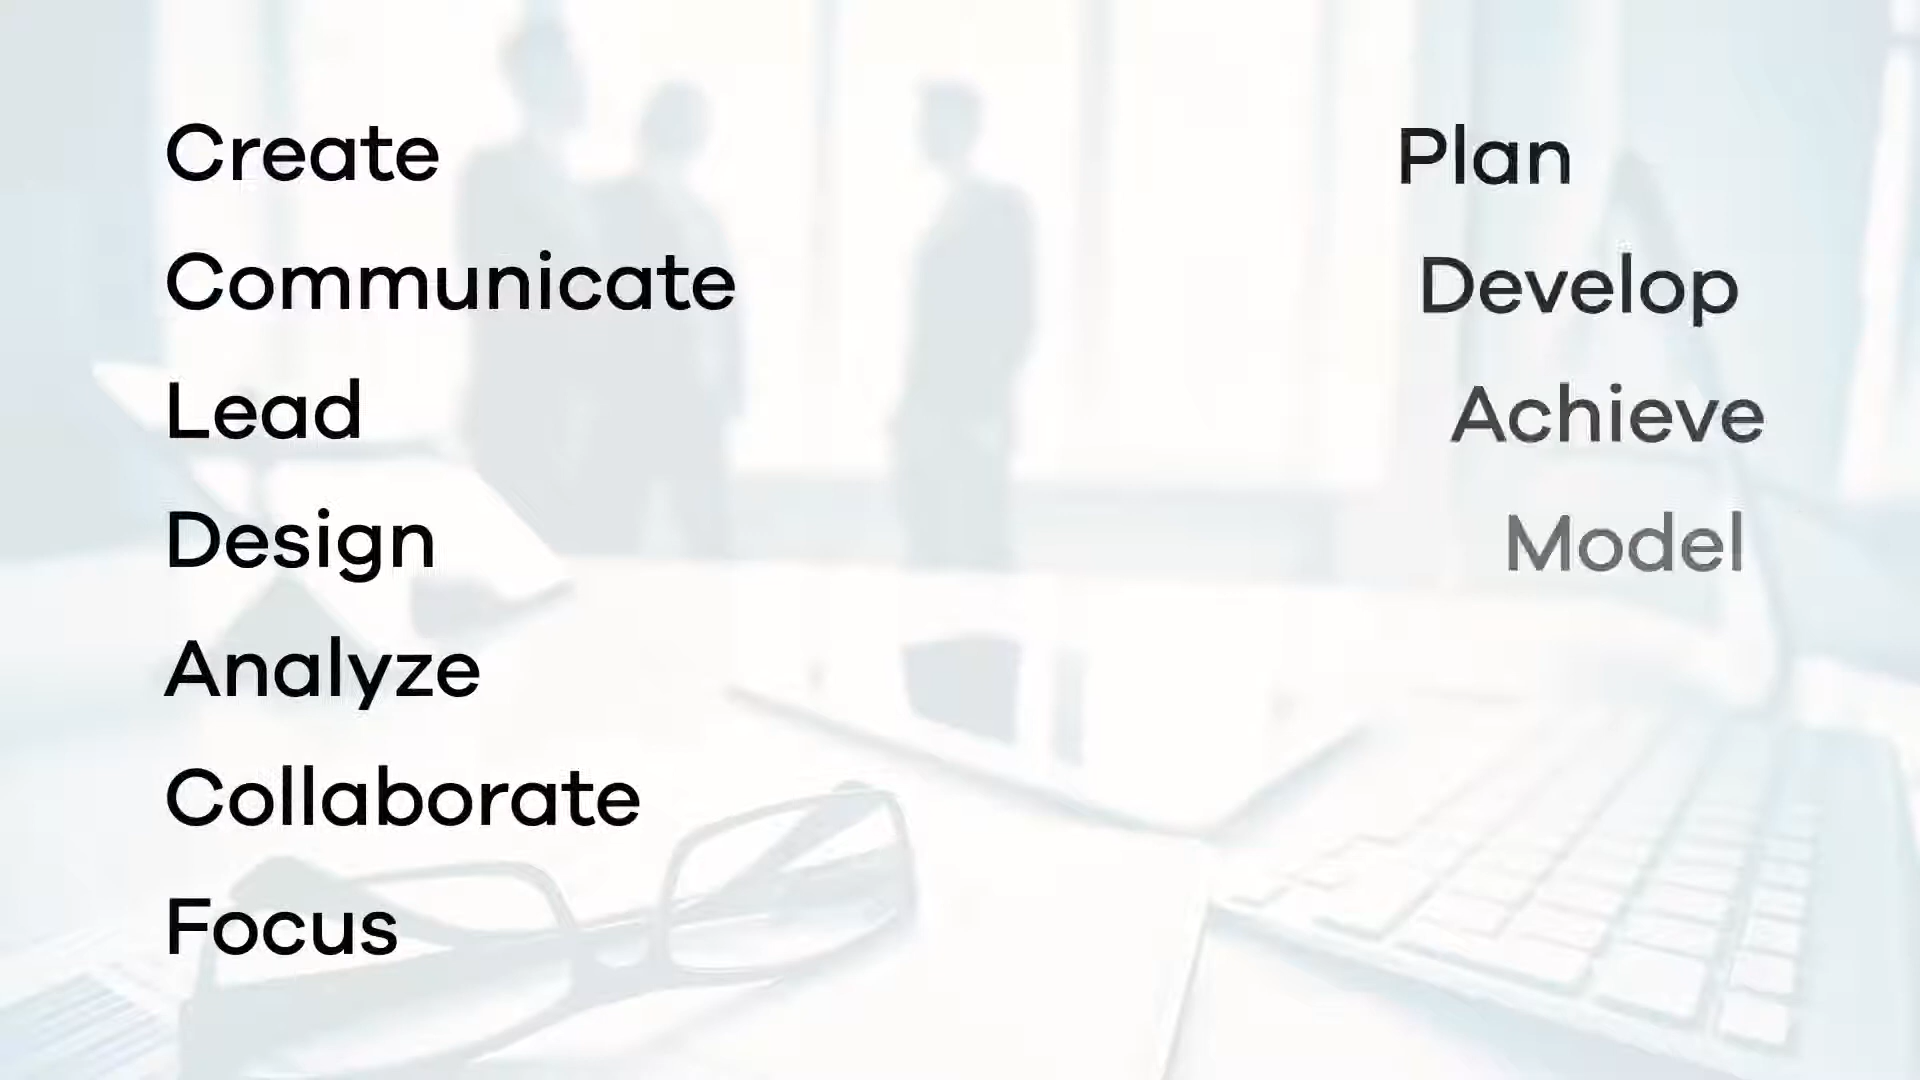 Create
Communicate
Lead
Design
Analyze
Collaborate
Focus
Plan
Develop
Achieve
Model